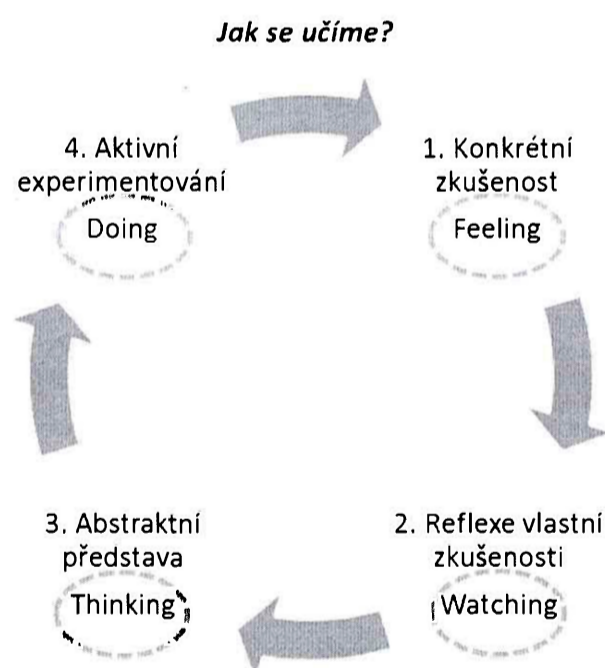 Jak se učíme?
4. Aktivní
experimentování
Doing
1. Konkrétní
zkušenost
Feeling
2. Reflexe vlastní
zkušenosti
Watching
3. Abstraktní
představa
Thinking